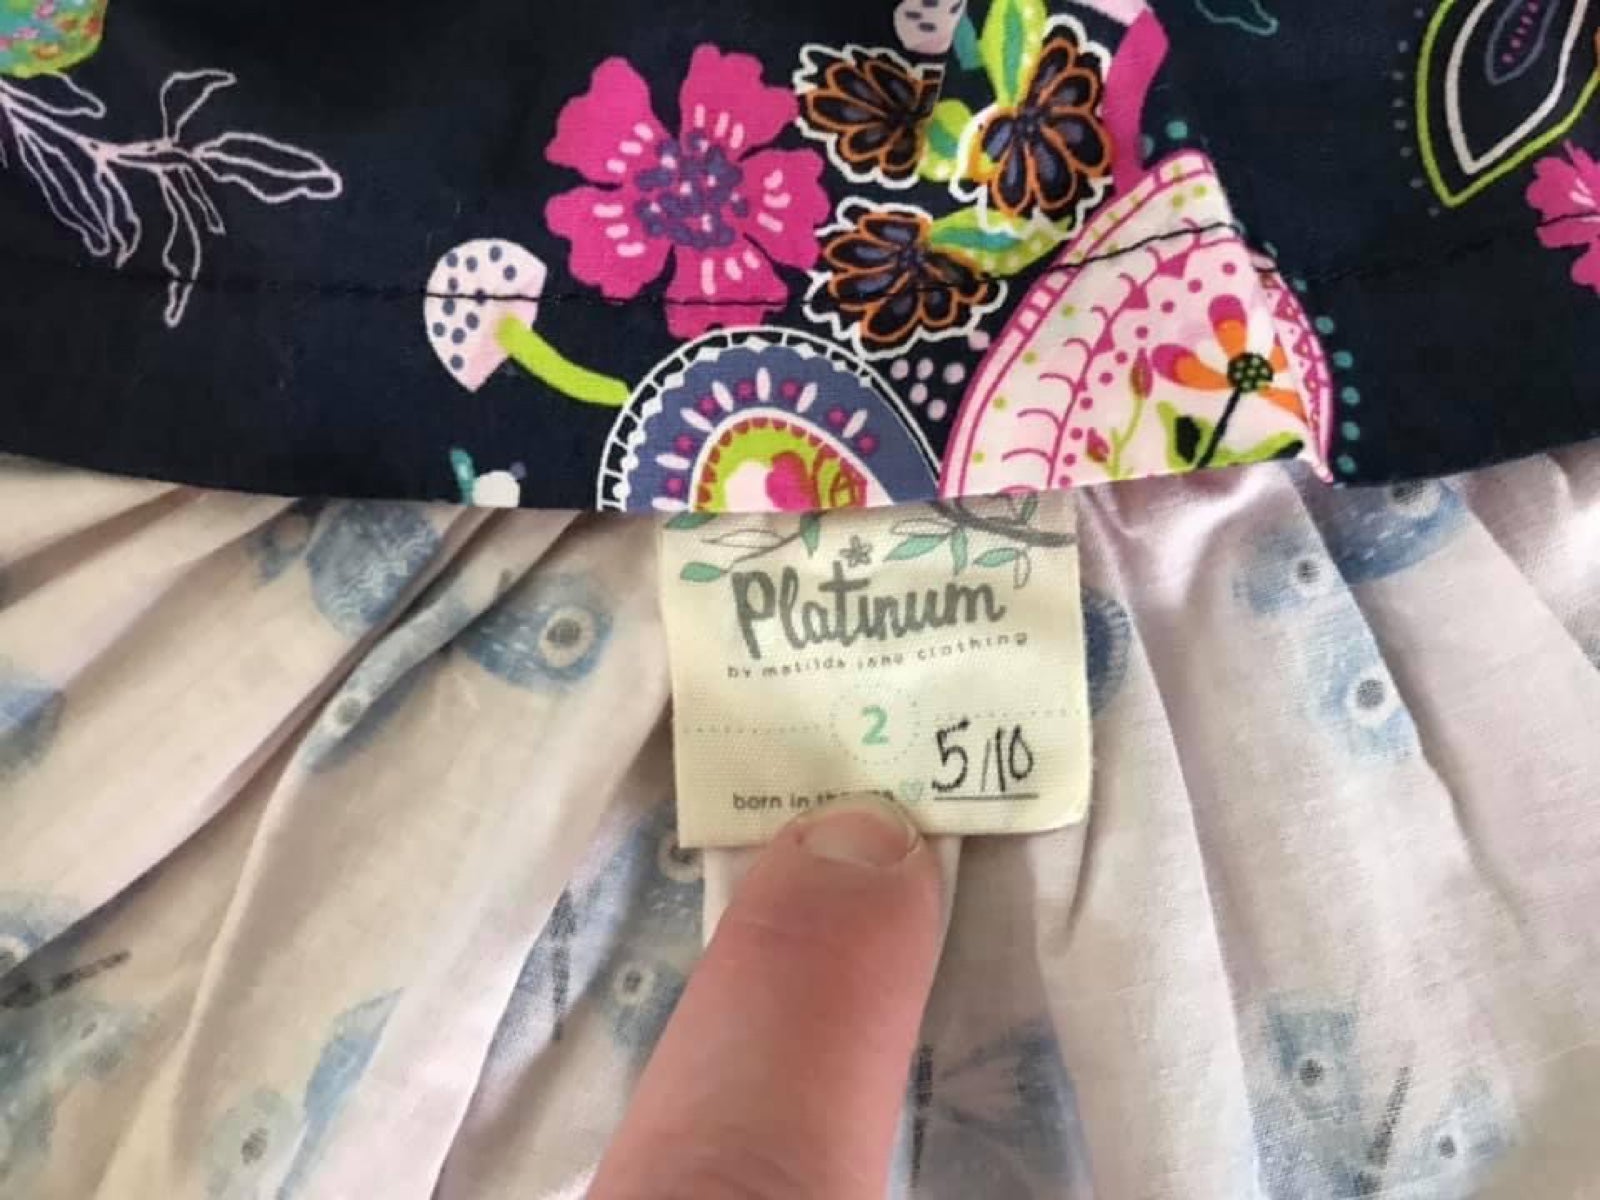 Platinum
by matilda jane clothing
2
born in the 5/10